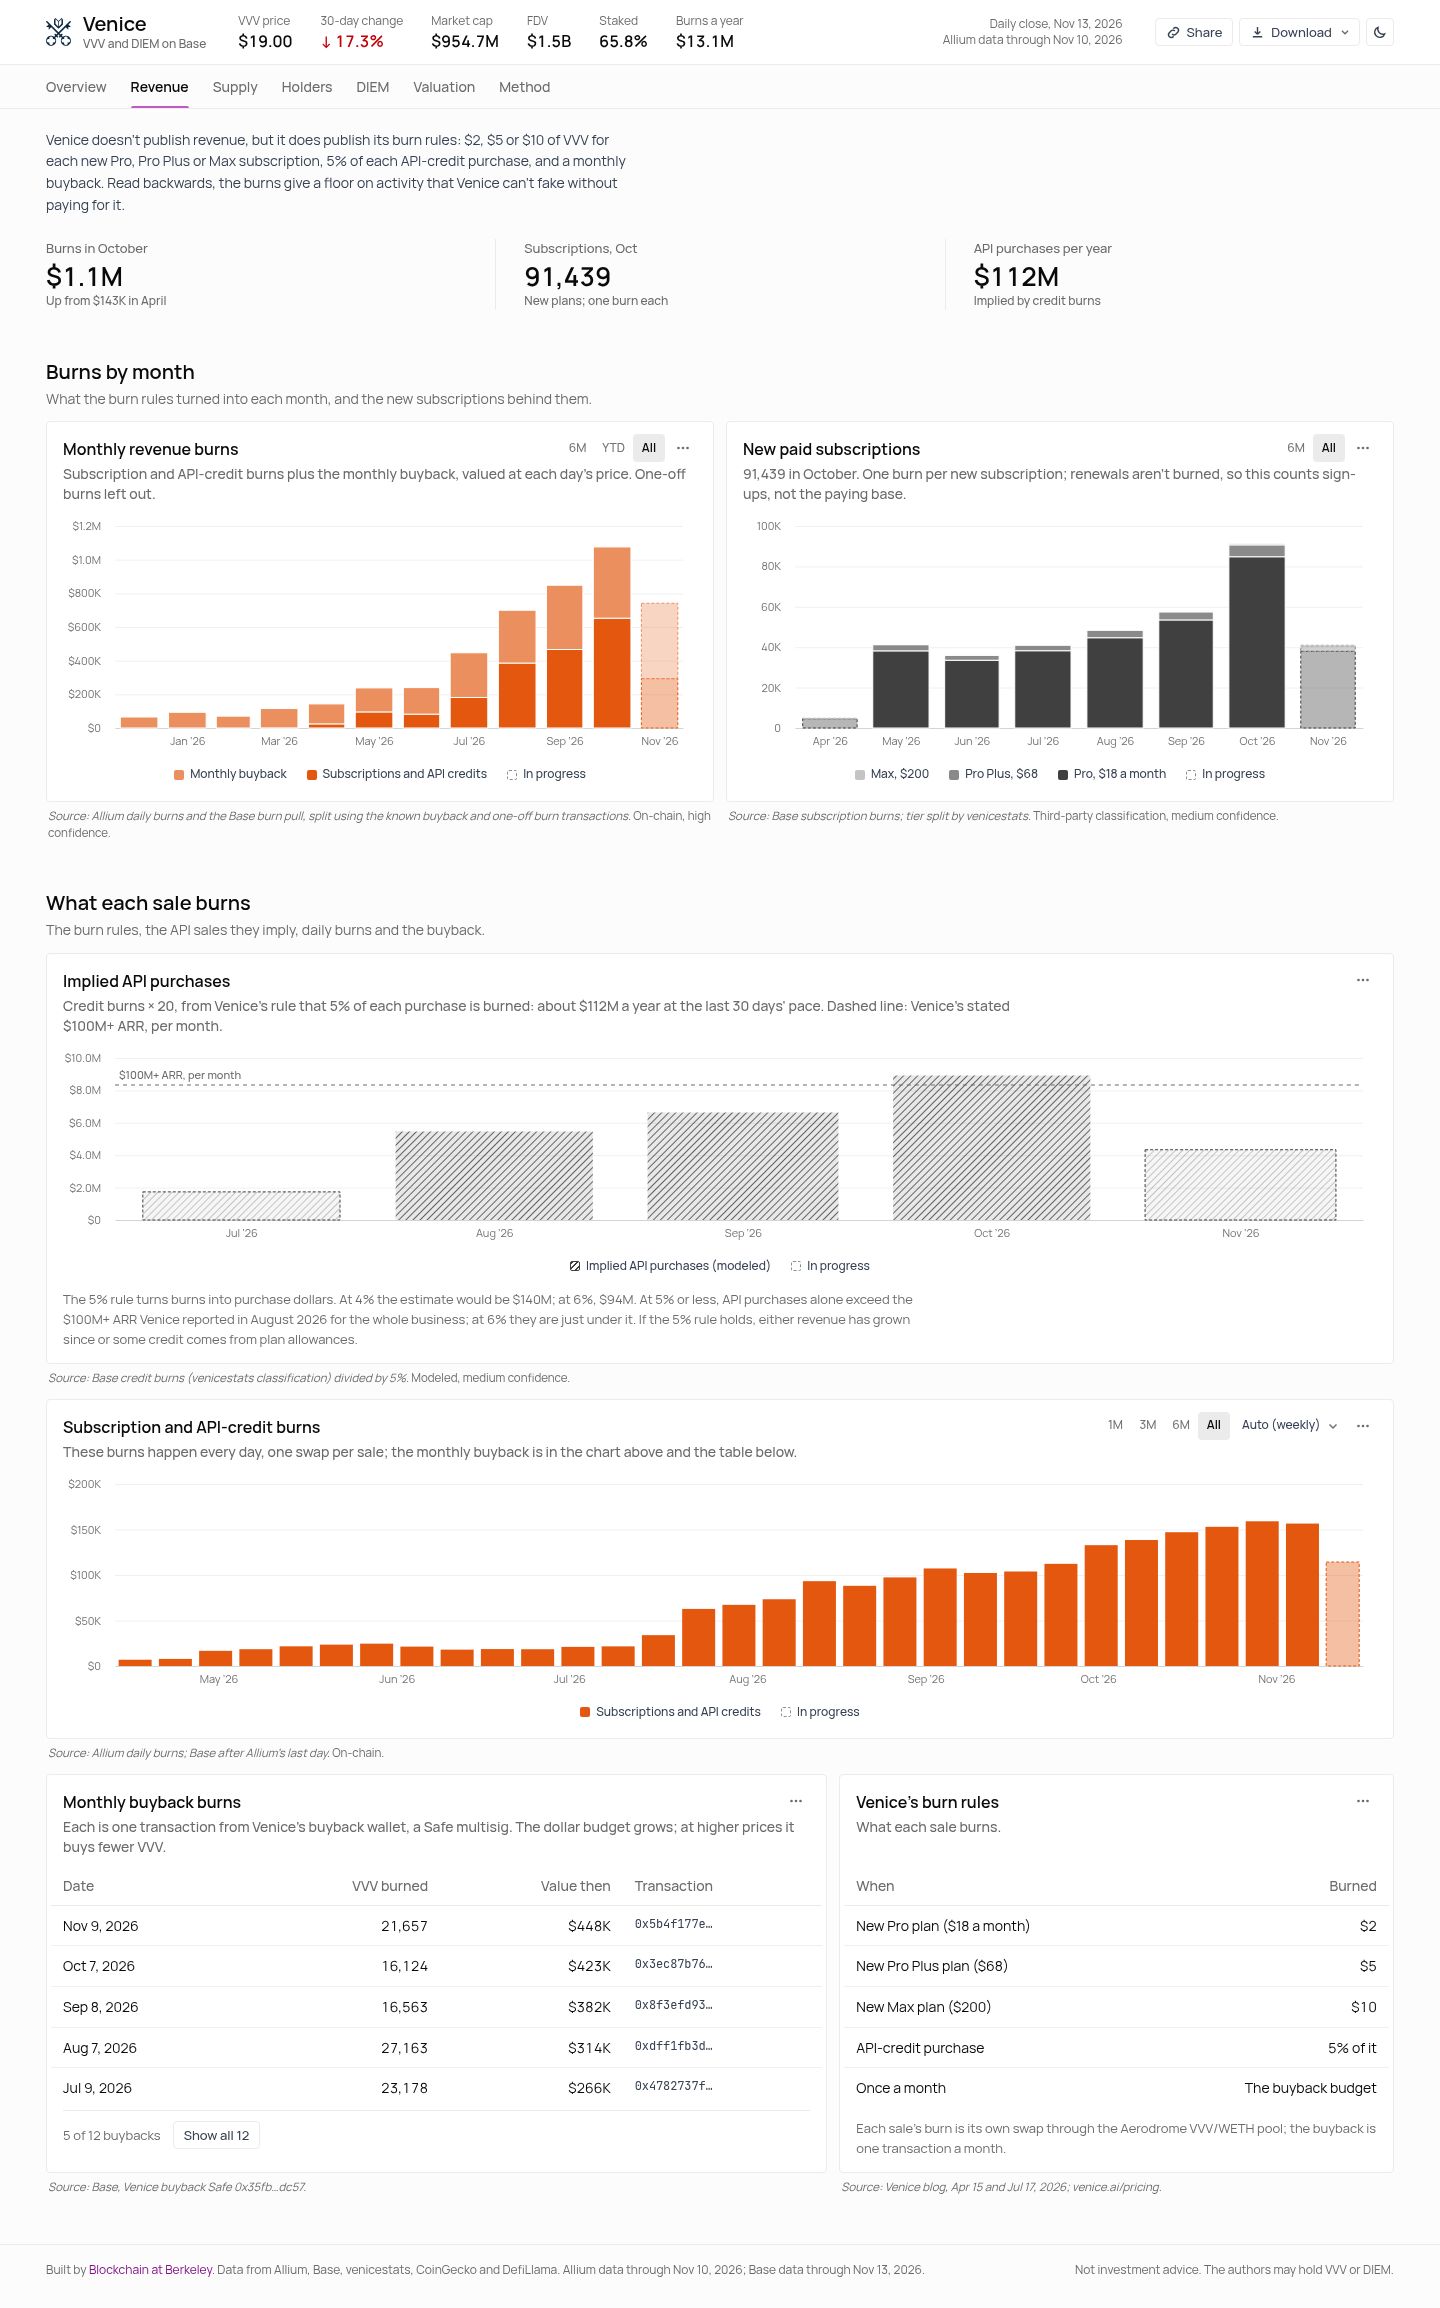 Venice
VVV and DIEM on Base
VVV price
$19.00
30-day change
↓ 17.3%
Market cap
$954.7M
FDV
$1.5B
Staked
65.8%
Burns a year
$13.1M
Daily close, Nov 13, 2026
Allium data through Nov 10, 2026
Share
Download
Overview
Revenue
Supply
Holders
DIEM
Valuation
Method
Venice doesn't publish revenue, but it does publish its burn rules: $2, $5 or $10 of VVV for
each new Pro, Pro Plus or Max subscription, 5% of each API-credit purchase, and a monthly
buyback. Read backwards, the burns give a floor on activity that Venice can't fake without
paying for it.
Burns in October
$1.1M
Up from $143K in April
Subscriptions, Oct
91,439
New plans; one burn each
API purchases per year
$112M
Implied by credit burns
Burns by month
What the burn rules turned into each month, and the new subscriptions behind them.
Monthly revenue burns
6M YTD All
Subscription and API-credit burns plus the monthly buyback, valued at each day's price. One-off
burns left out.
$1.2M
$1.0M
$800K
$600K
$400K
$200K
$0
Jan '26 Mar '26 May '26 Jul '26 Sep '26 Nov '26
Monthly buyback Subscriptions and API credits In progress
Source: Allium daily burns and the Base burn pull, split using the known buyback and one-off burn transactions. On-chain, high
confidence.
New paid subscriptions
6M All
91,439 in October. One burn per new subscription; renewals aren't burned, so this counts sign-
ups, not the paying base.
100K
80K
60K
40K
20K
0
Apr '26 May '26 Jun '26 Jul '26 Aug '26 Sep '26 Oct '26 Nov '26
Max, $200 Pro Plus, $68 Pro, $18 a month In progress
Source: Base subscription burns; tier split by venicestats. Third-party classification, medium confidence.
What each sale burns
The burn rules, the API sales they imply, daily burns and the buyback.
Implied API purchases
Credit burns × 20, from Venice's rule that 5% of each purchase is burned: about $112M a year at the last 30 days' pace. Dashed line: Venice's stated
$100M+ ARR, per month.
$10.0M
$100M+ ARR, per month
$8.0M
$6.0M
$4.0M
$2.0M
$0
Jul '26 Aug '26 Sep '26 Oct '26 Nov '26
Implied API purchases (modeled) In progress
The 5% rule turns burns into purchase dollars. At 4% the estimate would be $140M; at 6%, $94M. At 5% or less, API purchases alone exceed the
$100M+ ARR Venice reported in August 2026 for the whole business; at 6% they are just under it. If the 5% rule holds, either revenue has grown
since or some credit comes from plan allowances.
Source: Base credit burns (venicestats classification) divided by 5%. Modeled, medium confidence.
Subscription and API-credit burns
1M 3M 6M All Auto (weekly)
These burns happen every day, one swap per sale; the monthly buyback is in the chart above and the table below.
$200K
$150K
$100K
$50K
$0
May '26 Jun '26 Jul '26 Aug '26 Sep '26 Oct '26 Nov '26
Subscriptions and API credits In progress
Source: Allium daily burns; Base after Allium's last day. On-chain.
Monthly buyback burns
Each is one transaction from Venice's buyback wallet, a Safe multisig. The dollar budget grows; at higher prices it
buys fewer VVV.
Date VVV burned Value then Transaction
Nov 9, 2026 21,657 $448K 0x5b4f177e…
Oct 7, 2026 16,124 $423K 0x3ec87b76…
Sep 8, 2026 16,563 $382K 0x8f3efd93…
Aug 7, 2026 27,163 $314K 0xdff1fb3d…
Jul 9, 2026 23,178 $266K 0x4782737f…
5 of 12 buybacks Show all 12
Source: Base, Venice buyback Safe 0x35fb…dc57.
Venice's burn rules
What each sale burns.
When Burned
New Pro plan ($18 a month) $2
New Pro Plus plan ($68) $5
New Max plan ($200) $10
API-credit purchase 5% of it
Once a month The buyback budget
Each sale's burn is its own swap through the Aerodrome VVV/WETH pool; the buyback is
one transaction a month.
Source: Venice blog, Apr 15 and Jul 17, 2026; venice.ai/pricing.
Built by Blockchain at Berkeley. Data from Allium, Base, venicestats, CoinGecko and DefiLlama. Allium data through Nov 10, 2026; Base data through Nov 13, 2026.
Not investment advice. The authors may hold VVV or DIEM.